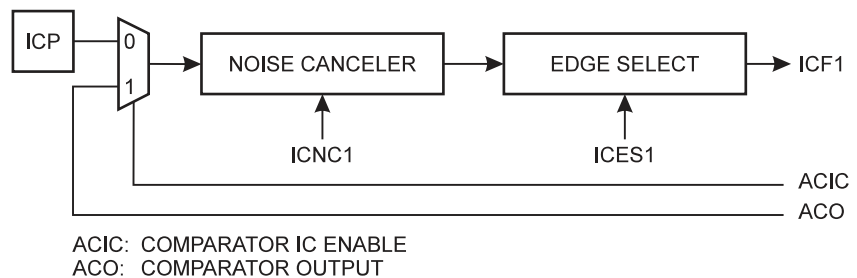 ICP
0
1
NOISE CANCELER
EDGE SELECT
ICF1
ICNC1
ICES1
ACIC
ACO
ACIC: COMPARATOR IC ENABLE
ACO: COMPARATOR OUTPUT